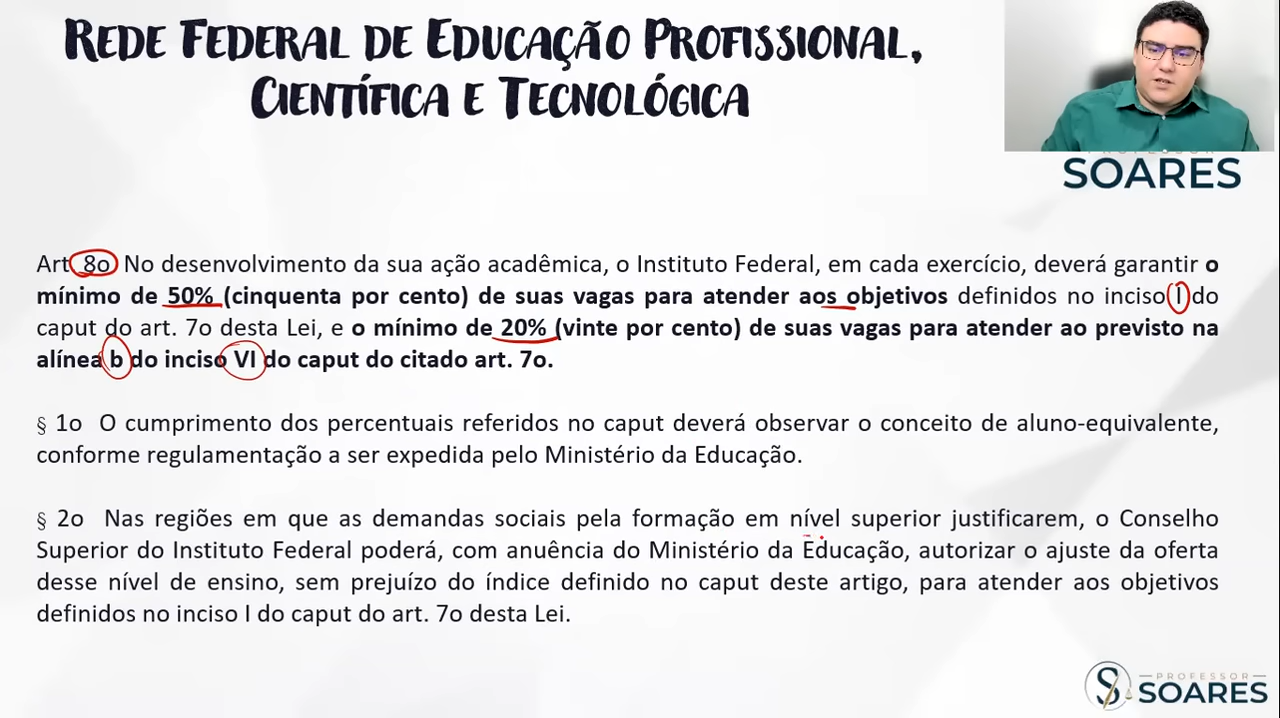 REDE FEDERAL DE EDUCAÇÃO PROFISSIONAL,
CIENTÍFICA E TECNOLÓGICA
SOARES
Art. 8o No desenvolvimento da sua ação acadêmica, o Instituto Federal, em cada exercício, deverá garantir o
mínimo de 50% (cinquenta por cento) de suas vagas para atender aos objetivos definidos no inciso I do
caput do art. 7o desta Lei, e o mínimo de 20% (vinte por cento) de suas vagas para atender ao previsto na
alínea b do inciso VI do caput do citado art. 7o.
§ 1o O cumprimento dos percentuais referidos no caput deverá observar o conceito de aluno-equivalente,
conforme regulamentação a ser expedida pelo Ministério da Educação.
§ 2o Nas regiões em que as demandas sociais pela formação em nível superior justificarem, o Conselho
Superior do Instituto Federal poderá, com anuência do Ministério da Educação, autorizar o ajuste da oferta
desse nível de ensino, sem prejuízo do índice definido no caput deste artigo, para atender aos objetivos
definidos no inciso I do caput do art. 7o desta Lei.
S
PROFESSOR
SOARES